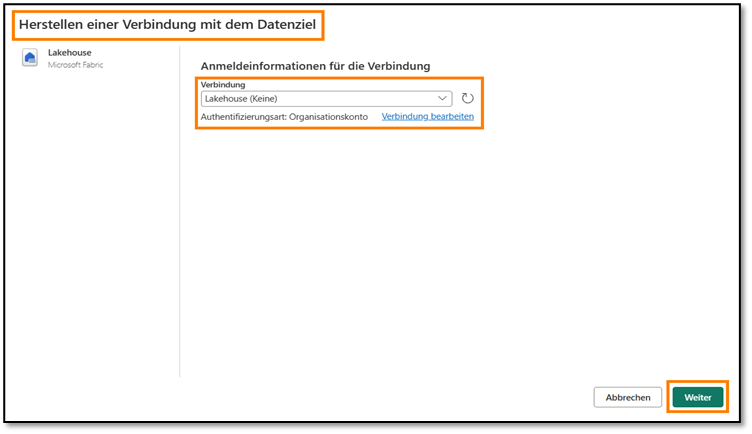 Herstellen einer Verbindung mit dem Datenziel
Lakehouse
Microsoft Fabric
Anmeldeinformationen für die Verbindung
Verbindung
Lakehouse (Keine)
Authentifizierungsart: Organisationskonto Verbindung bearbeiten
Abbrechen Weiter